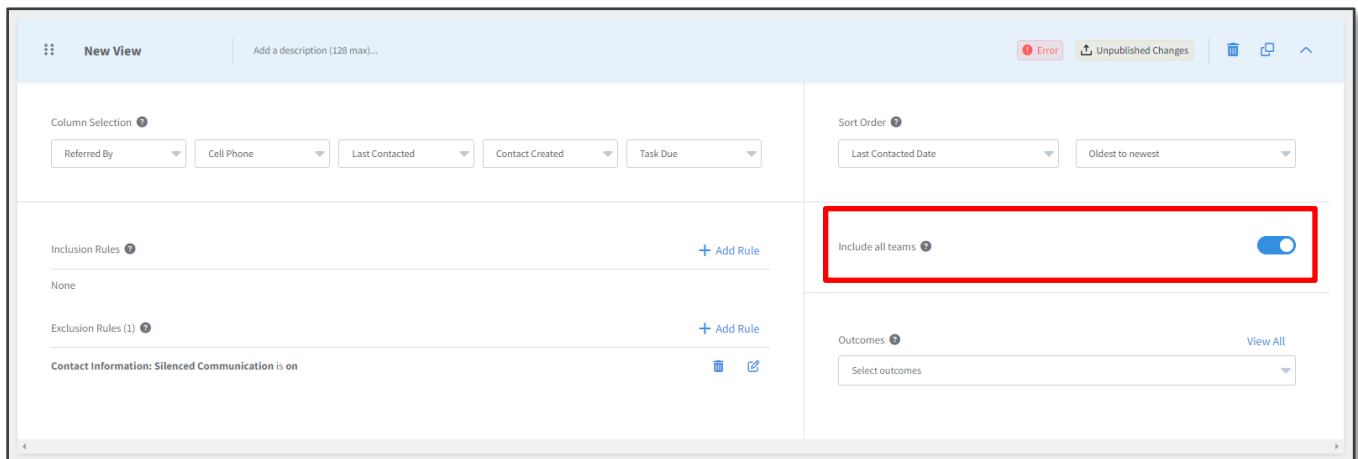 New View
Add a description (128 max)...
Error
Unpublished Changes
Column Selection
Referred By
Cell Phone
Last Contacted
Contact Created
Task Due
Sort Order
Last Contacted Date
Oldest to newest
Inclusion Rules
+ Add Rule
None
Exclusion Rules (1)
+ Add Rule
Contact Information: Silenced Communication is on
Include all teams
Outcomes
View All
Select outcomes